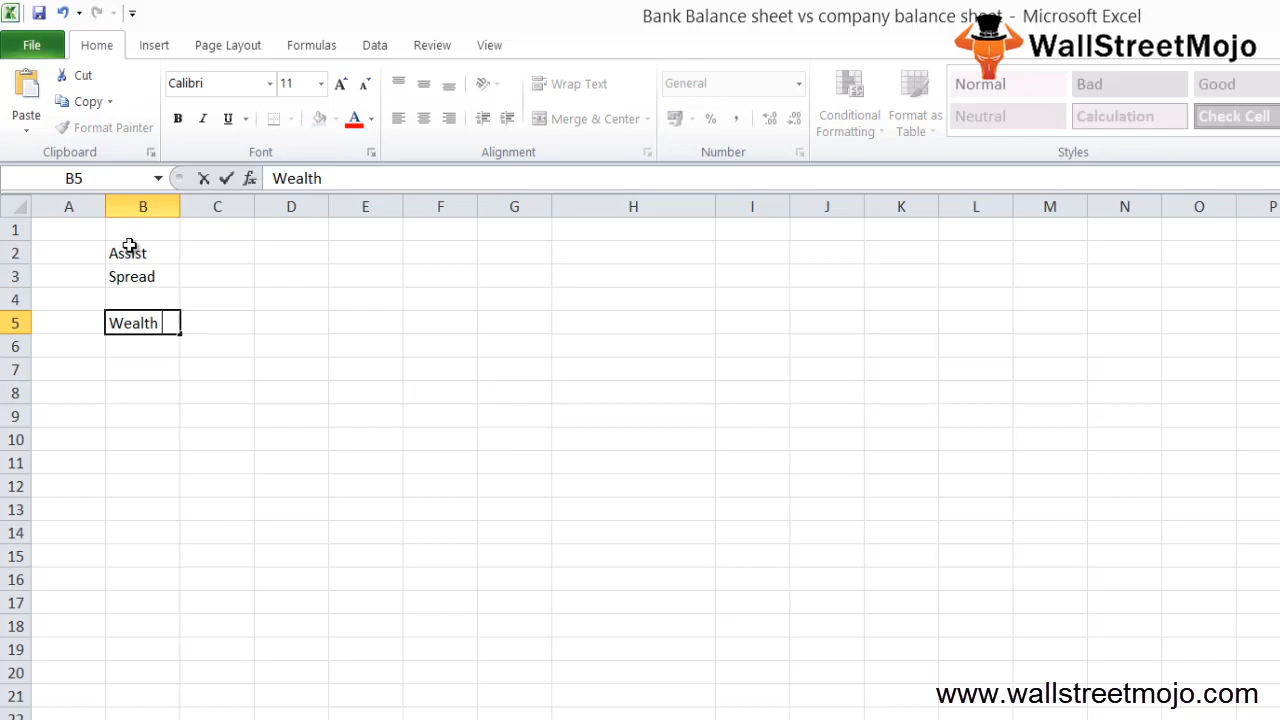 Bank Balance sheet vs company balance sheet - Microsoft Excel
WallStreetMojo
File Home Insert Page Layout Formulas Data Review View
Cut
Copy
Format Painter
Paste
Clipboard
Calibri 11
B I U A
Font
Wrap Text
Merge & Center
Alignment
General
% ,
Number
Conditional Formatting
Format as Table
Normal Bad Good
Neutral Calculation Check Cell
Styles
B5 fx Wealth
A B C D E F G H I J K L M N O P
1
2 Assist
3 Spread
4
5 Wealth
6
7
8
9
10
11
12
13
14
15
16
17
18
19
20
21
www.wallstreetmojo.com